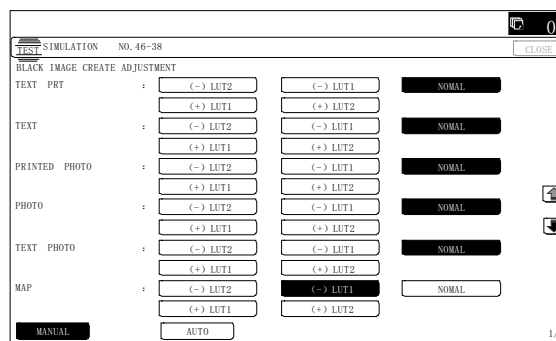 0
TEST SIMULATION NO. 46-38
CLOSE
BLACK IMAGE CREATE ADJUSTMENT
TEXT PRT : (-) LUT2 (-) LUT1 NOMAL
(+) LUT1 (+) LUT2
TEXT : (-) LUT2 (-) LUT1 NOMAL
(+) LUT1 (+) LUT2
PRINTED PHOTO : (-) LUT2 (-) LUT1 NOMAL
(+) LUT1 (+) LUT2
PHOTO : (-) LUT2 (-) LUT1 NOMAL
(+) LUT1 (+) LUT2
TEXT PHOTO : (-) LUT2 (-) LUT1 NOMAL
(+) LUT1 (+) LUT2
MAP : (-) LUT2 (-) LUT1 NOMAL
(+) LUT1 (+) LUT2
MANUAL AUTO 1/